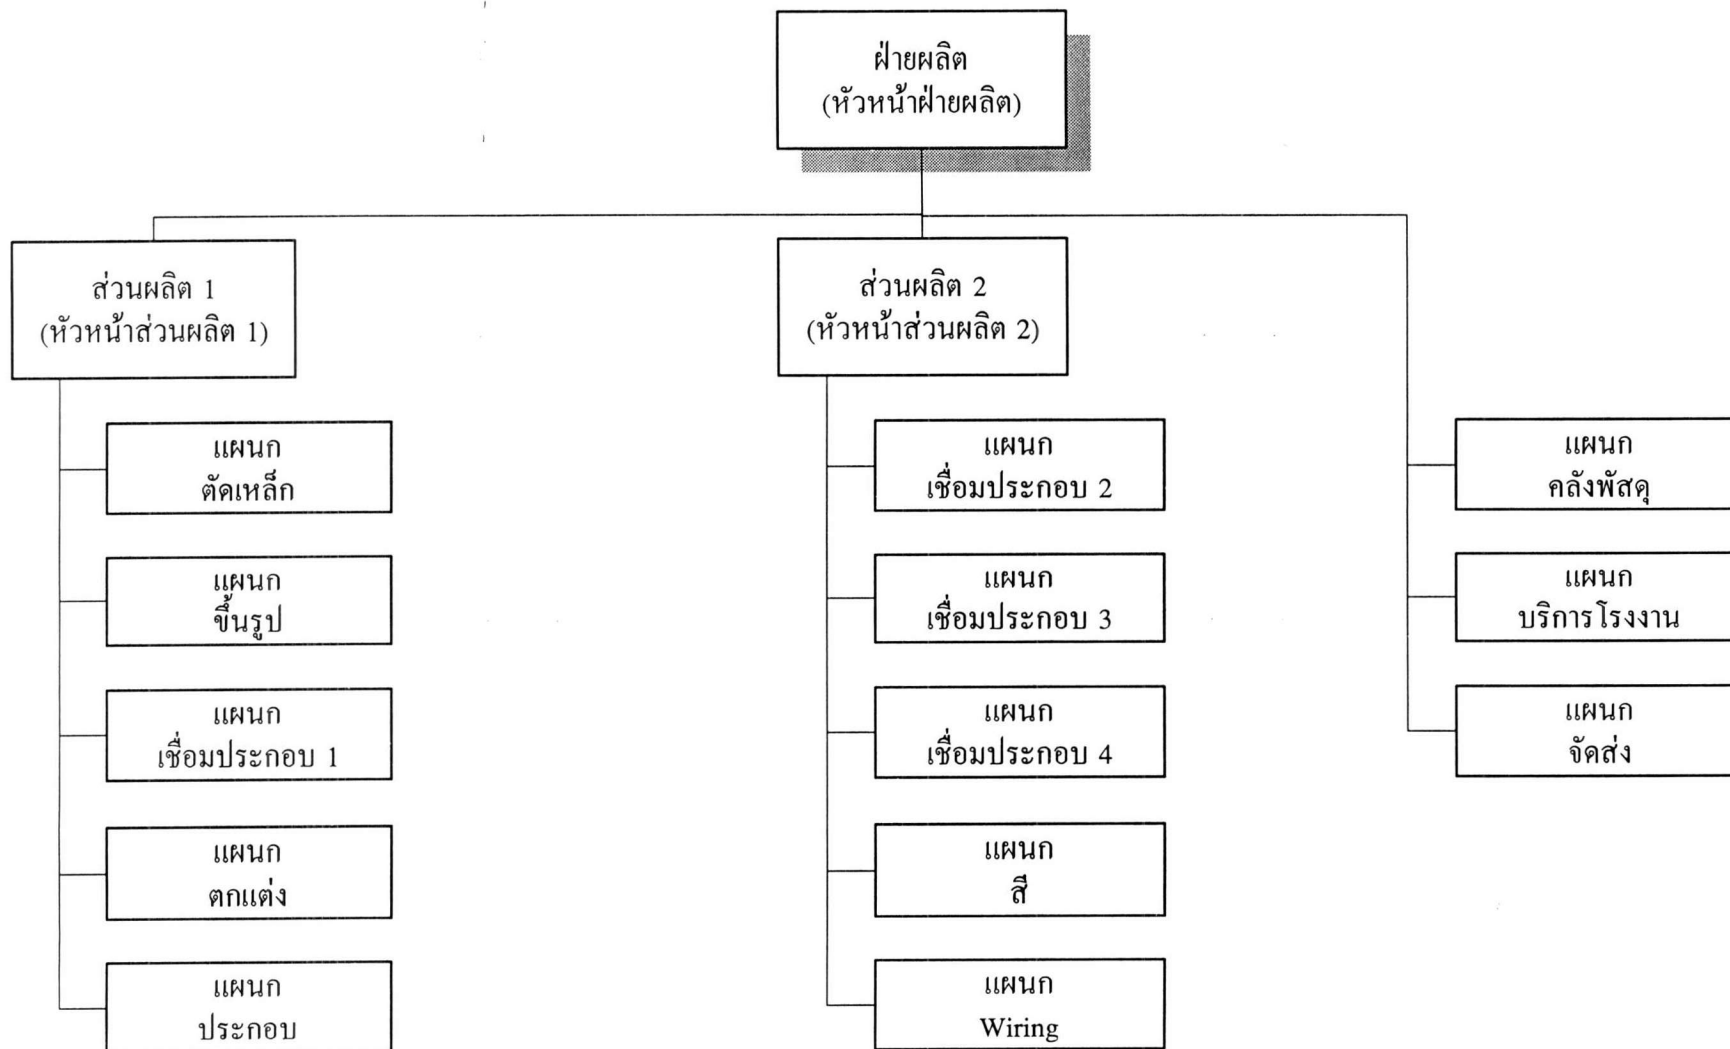 ฝ่ายผลิต
(หัวหน้าฝ่ายผลิต)
ส่วนผลิต 1
(หัวหน้าส่วนผลิต 1)
แผนก
ตัดเหล็ก
แผนก
ขึ้นรูป
แผนก
เชื่อมประกอบ 1
แผนก
ตกแต่ง
แผนก
ประกอบ
ส่วนผลิต 2
(หัวหน้าส่วนผลิต 2)
แผนก
เชื่อมประกอบ 2
แผนก
เชื่อมประกอบ 3
แผนก
เชื่อมประกอบ 4
แผนก
สี
แผนก
Wiring
แผนก
คลังพัสดุ
แผนก
บริการโรงงาน
แผนก
จัดส่ง